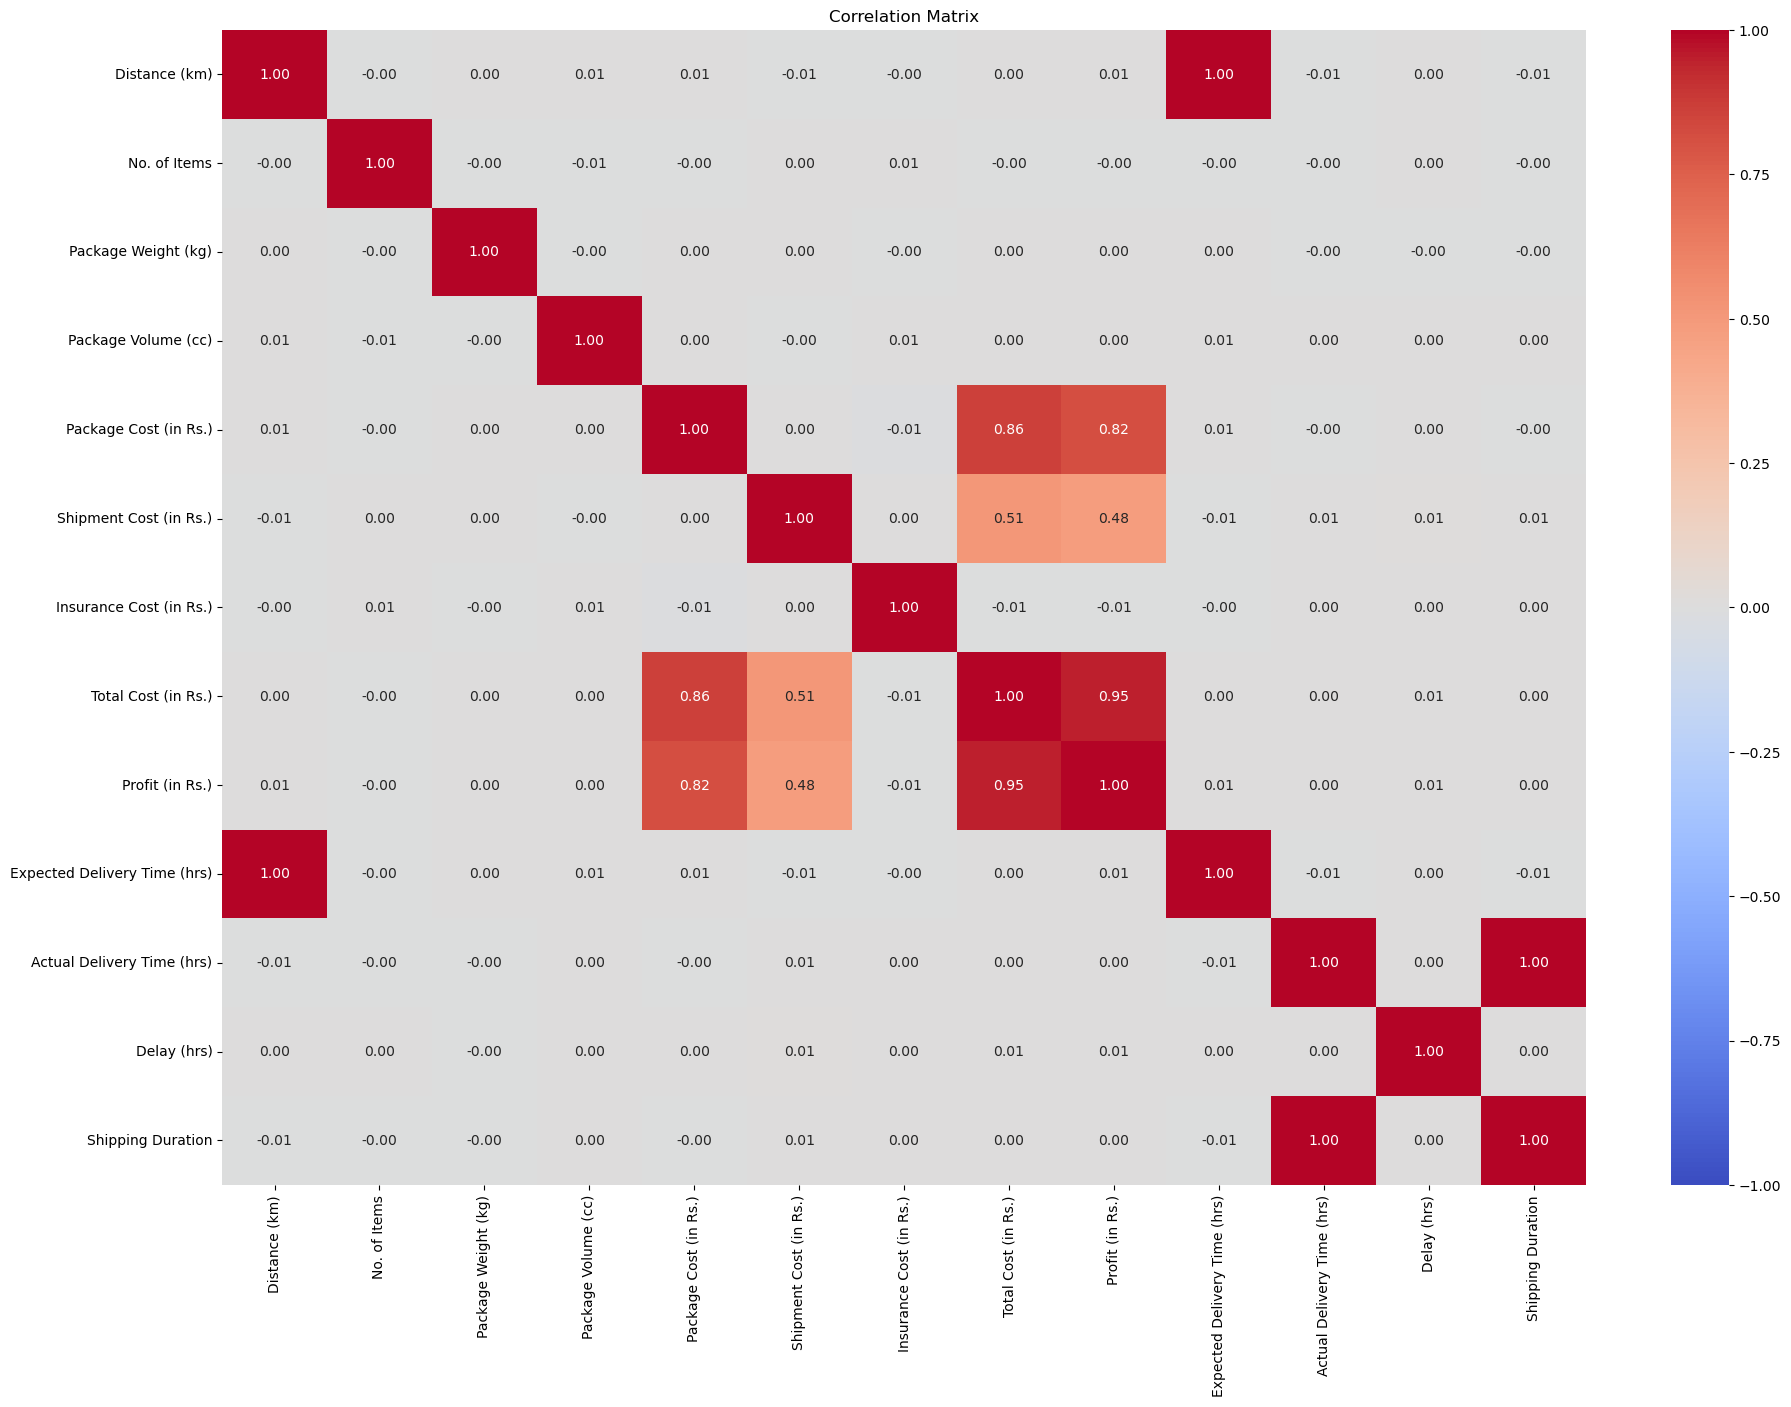 Correlation Matrix
Distance (km) 1.00 -0.00 0.00 0.01 0.01 -0.01 -0.00 0.00 0.01 1.00 -0.01 0.00 -0.01
No. of Items -0.00 1.00 -0.00 -0.01 -0.00 0.00 0.01 -0.00 -0.00 -0.00 -0.00 0.00 -0.00
Package Weight (kg) 0.00 -0.00 1.00 -0.00 0.00 0.00 -0.00 0.00 0.00 0.00 -0.00 -0.00 -0.00
Package Volume (cc) 0.01 -0.01 -0.00 1.00 0.00 -0.00 0.01 0.00 0.00 0.01 0.00 0.00 0.00
Package Cost (in Rs.) 0.01 -0.00 0.00 0.00 1.00 0.00 -0.01 0.86 0.82 0.01 -0.00 0.00 -0.00
Shipment Cost (in Rs.) -0.01 0.00 0.00 -0.00 0.00 1.00 0.00 0.51 0.48 -0.01 0.01 0.01 0.01
Insurance Cost (in Rs.) -0.00 0.01 -0.00 0.01 -0.01 0.00 1.00 -0.01 -0.01 -0.00 0.00 0.00 0.00
Total Cost (in Rs.) 0.00 -0.00 0.00 0.00 0.86 0.51 -0.01 1.00 0.95 0.00 0.00 0.01 0.00
Profit (in Rs.) 0.01 -0.00 0.00 0.00 0.82 0.48 -0.01 0.95 1.00 0.01 0.00 0.01 0.00
Expected Delivery Time (hrs) 1.00 -0.00 0.00 0.01 0.01 -0.01 -0.00 0.00 0.01 1.00 -0.01 0.00 -0.01
Actual Delivery Time (hrs) -0.01 -0.00 -0.00 0.00 -0.00 0.01 0.00 0.00 0.00 -0.01 1.00 0.00 1.00
Delay (hrs) 0.00 0.00 -0.00 0.00 0.00 0.01 0.00 0.01 0.01 0.00 0.00 1.00 0.00
Shipping Duration -0.01 -0.00 -0.00 0.00 -0.00 0.01 0.00 0.00 0.00 -0.01 1.00 0.00 1.00
Distance (km)
No. of Items
Package Weight (kg)
Package Volume (cc)
Package Cost (in Rs.)
Shipment Cost (in Rs.)
Insurance Cost (in Rs.)
Total Cost (in Rs.)
Profit (in Rs.)
Expected Delivery Time (hrs)
Actual Delivery Time (hrs)
Delay (hrs)
Shipping Duration
1.00
0.75
0.50
0.25
0.00
−0.25
−0.50
−0.75
−1.00